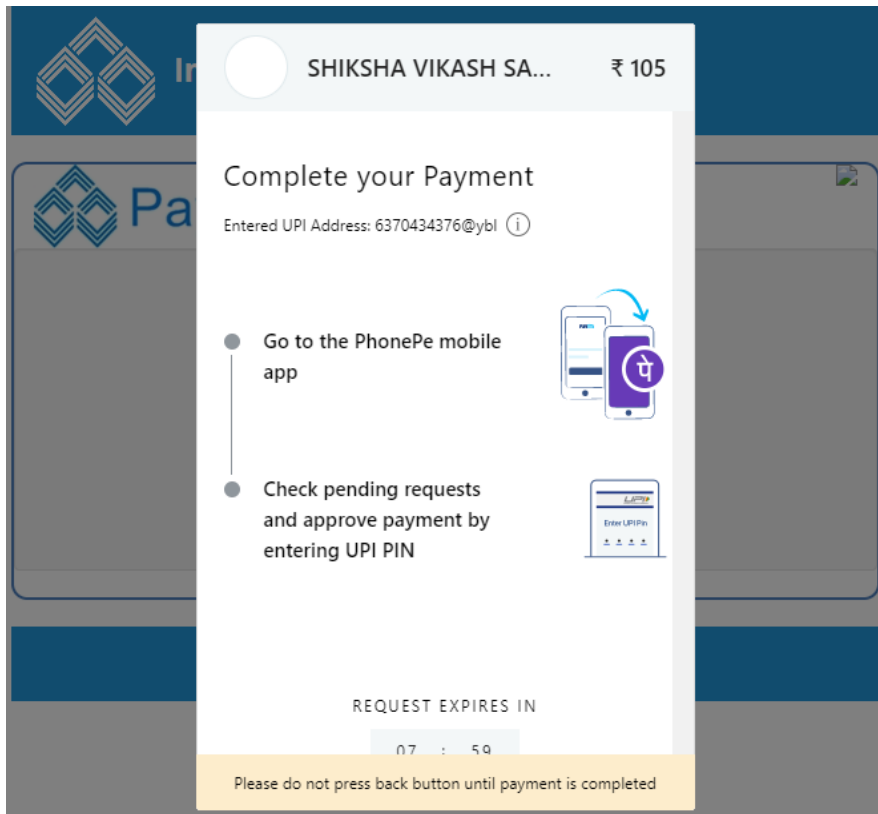 In
SHIKSHA VIKASH SA... ₹ 105
Pa
Complete your Payment
Entered UPI Address: 6370434376@ybl i
Go to the PhonePe mobile
app
पे
Check pending requests
and approve payment by
entering UPI PIN
UPI
Enter UPI Pin
REQUEST EXPIRES IN
07 : 59
Please do not press back button until payment is completed